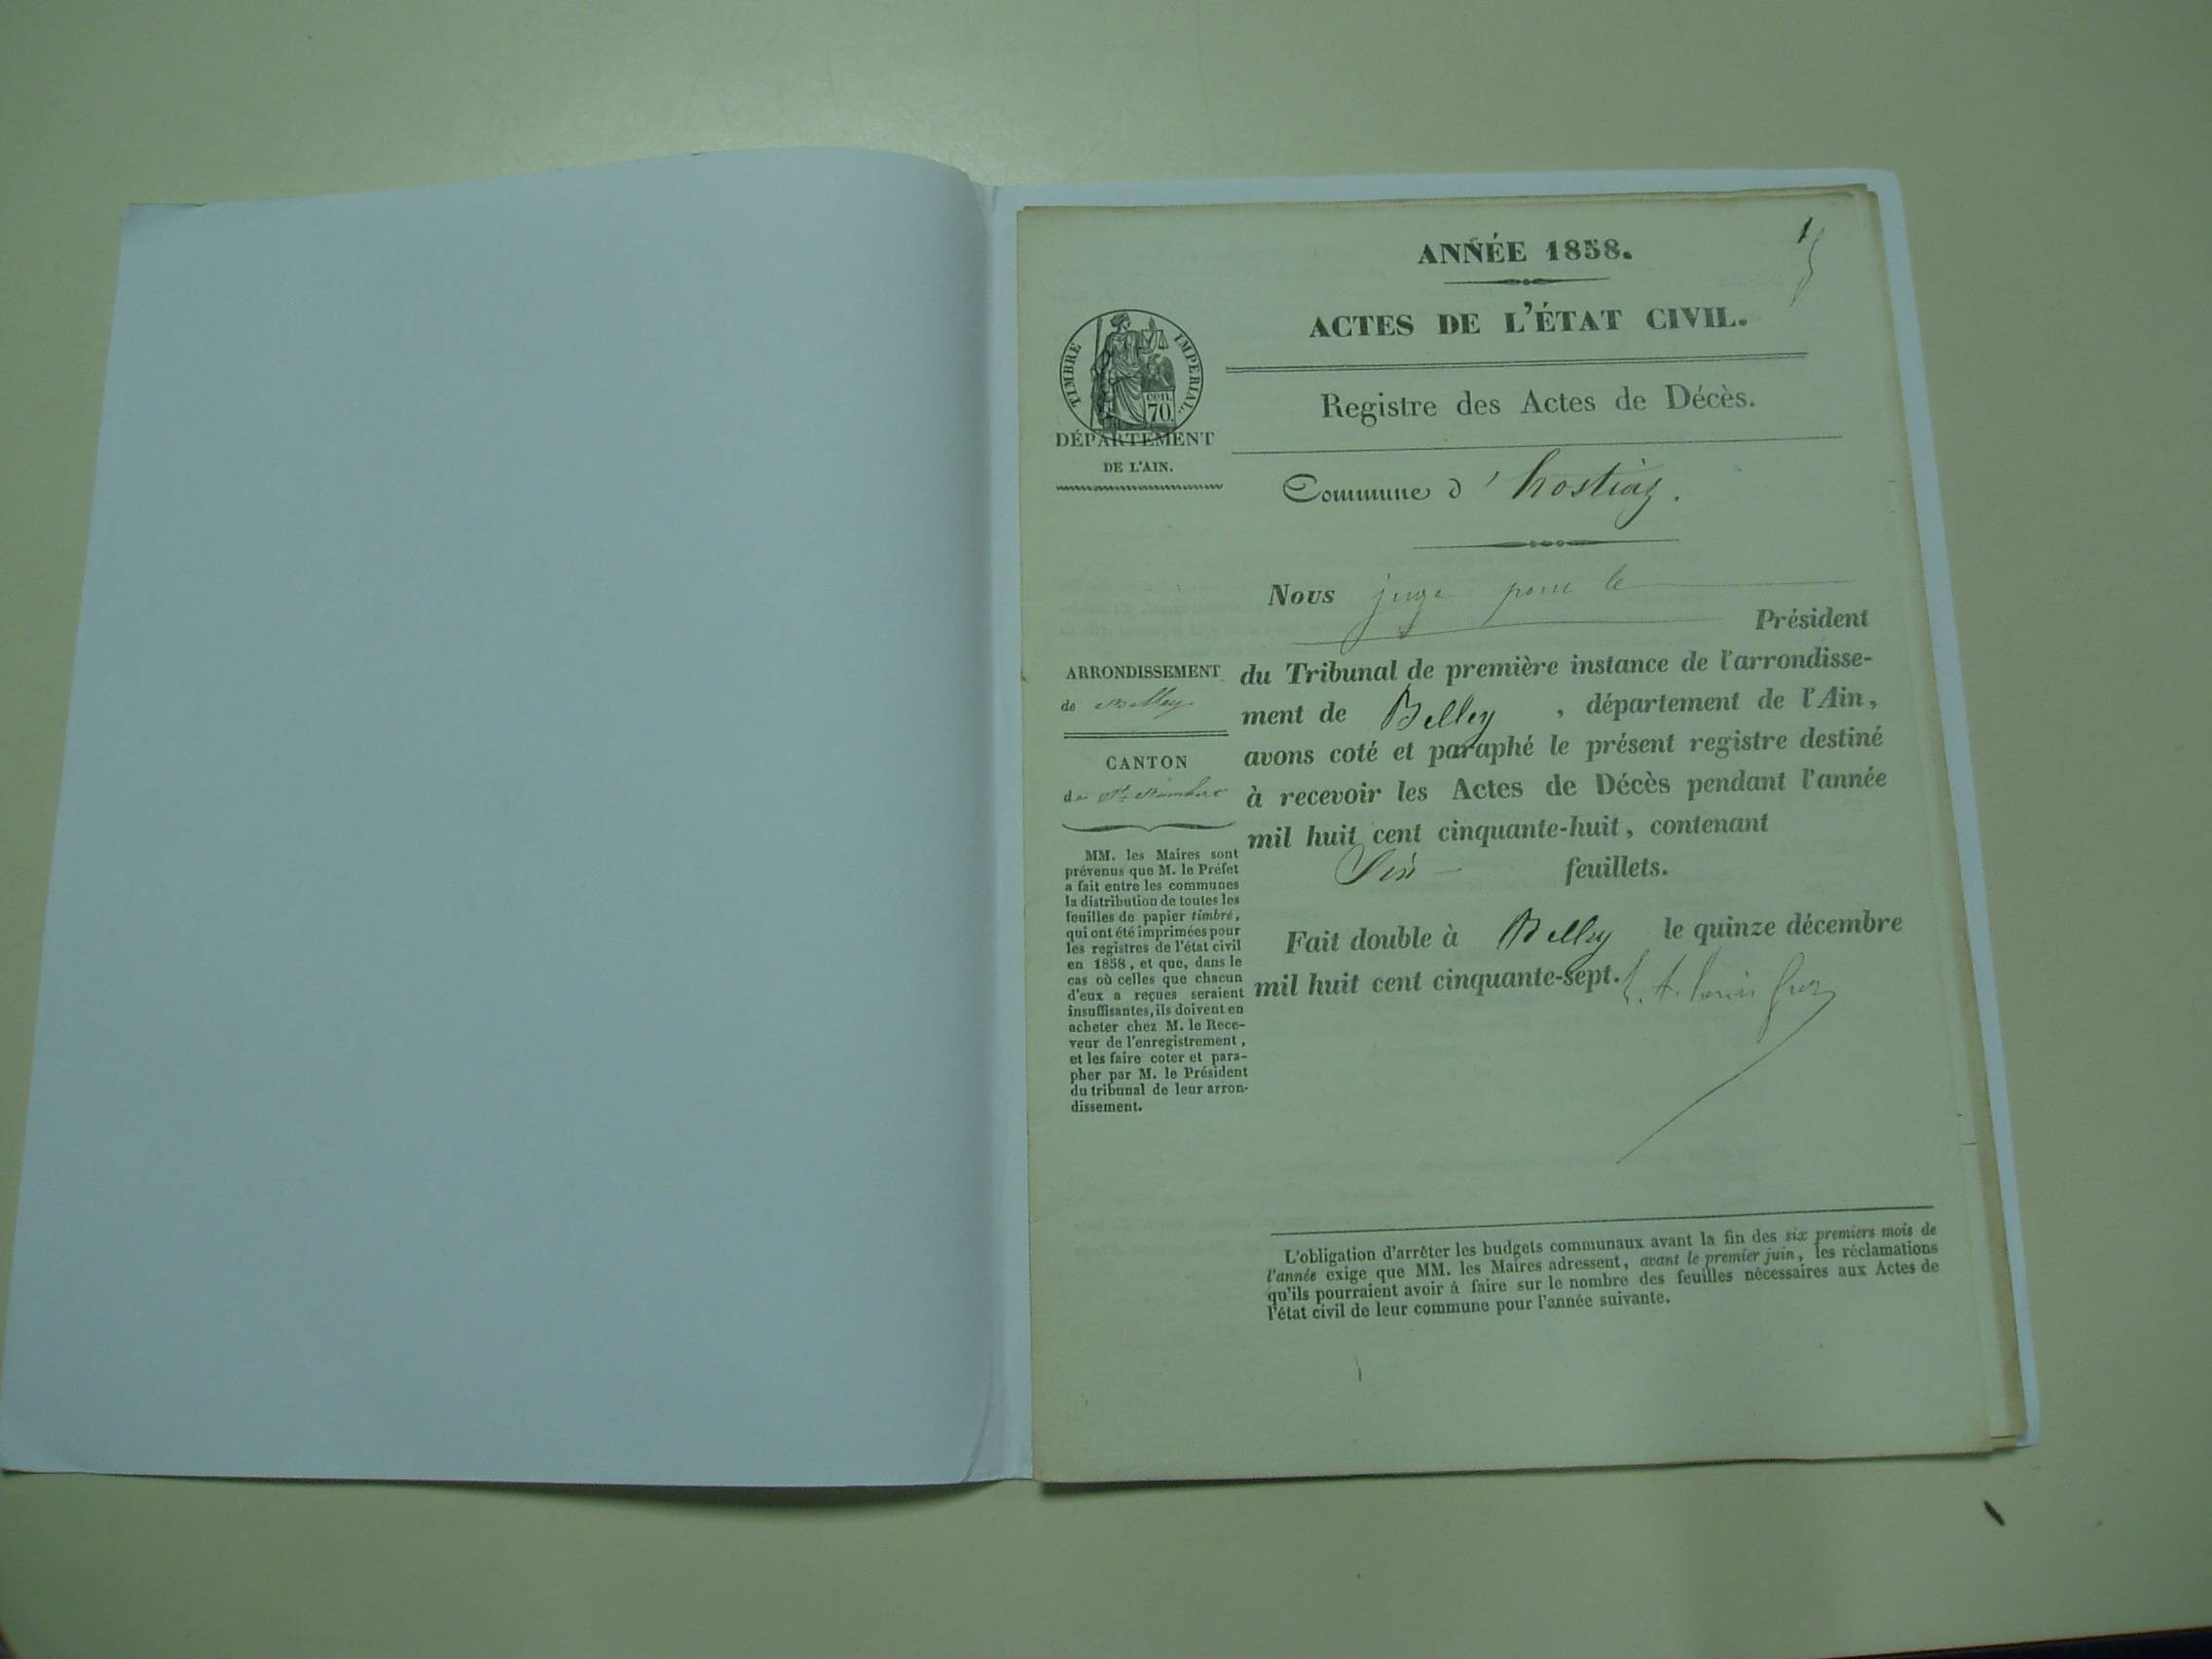 1
ANNÉE 1858.
ACTES DE L'ÉTAT CIVIL.
TIMBRE IMPERIAL.
cen.
70.
Registre des Actes de Décès.
DÉPARTEMENT
DE L'AIN.
Commune d'hostiaz.
Nous juge pour le
Président
du Tribunal de première instance de l'arrondisse-
ment de Belley, département de l'Ain,
avons coté et paraphé le présent registre destiné
à recevoir les Actes de Décès pendant l'année
mil huit cent cinquante-huit, contenant
Six feuillets.
Fait double à Belley le quinze décembre
mil huit cent cinquante-sept.
ARRONDISSEMENT
de Belley
CANTON
de St Rambert
MM. les Maires sont
prévenus que M. le Préfet
a fait entre les communes
la distribution de toutes les
feuilles de papier timbré,
qui ont été imprimées pour
les registres de l'état civil
en 1858, et que, dans le
cas où celles que chacun
d'eux a reçues seraient
insuffisantes, ils doivent en
acheter chez M. le Rece-
veur de l'enregistrement,
et les faire coter et para-
pher par M. le Président
du tribunal de leur arron-
dissement.
L'obligation d'arrêter les budgets communaux avant la fin des six premiers mois de
l'année exige que MM. les Maires adressent, avant le premier juin, les réclamations
qu'ils pourraient avoir à faire sur le nombre des feuilles nécessaires aux Actes de
l'état civil de leur commune pour l'année suivante.